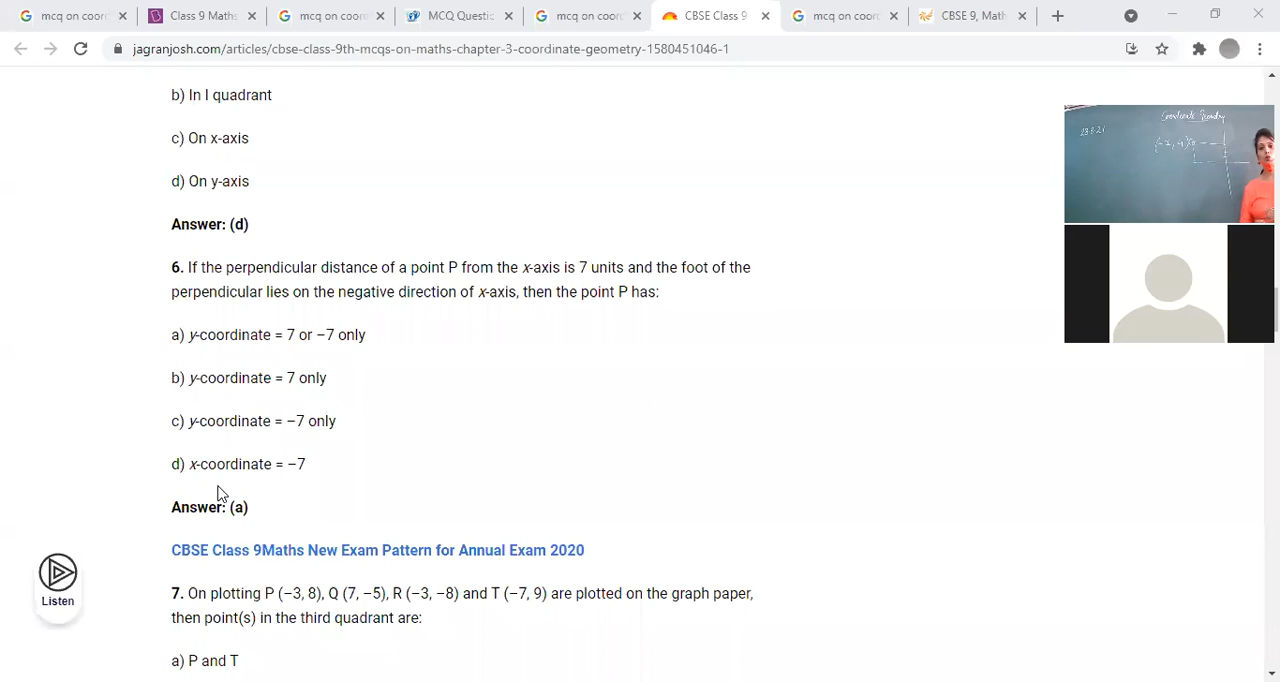 mcq on coor
Class 9 Maths
mcq on coor
MCQ Questic
mcq on coor
CBSE Class 9
mcq on coor
CBSE 9, Math
jagranjosh.com/articles/cbse-class-9th-mcqs-on-maths-chapter-3-coordinate-geometry-1580451046-1
b) In I quadrant
c) On x-axis
d) On y-axis
Answer: (d)
6. If the perpendicular distance of a point P from the x-axis is 7 units and the foot of the
perpendicular lies on the negative direction of x-axis, then the point P has:
a) y-coordinate = 7 or −7 only
b) y-coordinate = 7 only
c) y-coordinate = −7 only
d) x-coordinate = −7
Answer: (a)
CBSE Class 9Maths New Exam Pattern for Annual Exam 2020
7. On plotting P (−3, 8), Q (7, −5), R (−3, −8) and T (−7, 9) are plotted on the graph paper,
then point(s) in the third quadrant are:
a) P and T
Listen
Coordinate Geometry